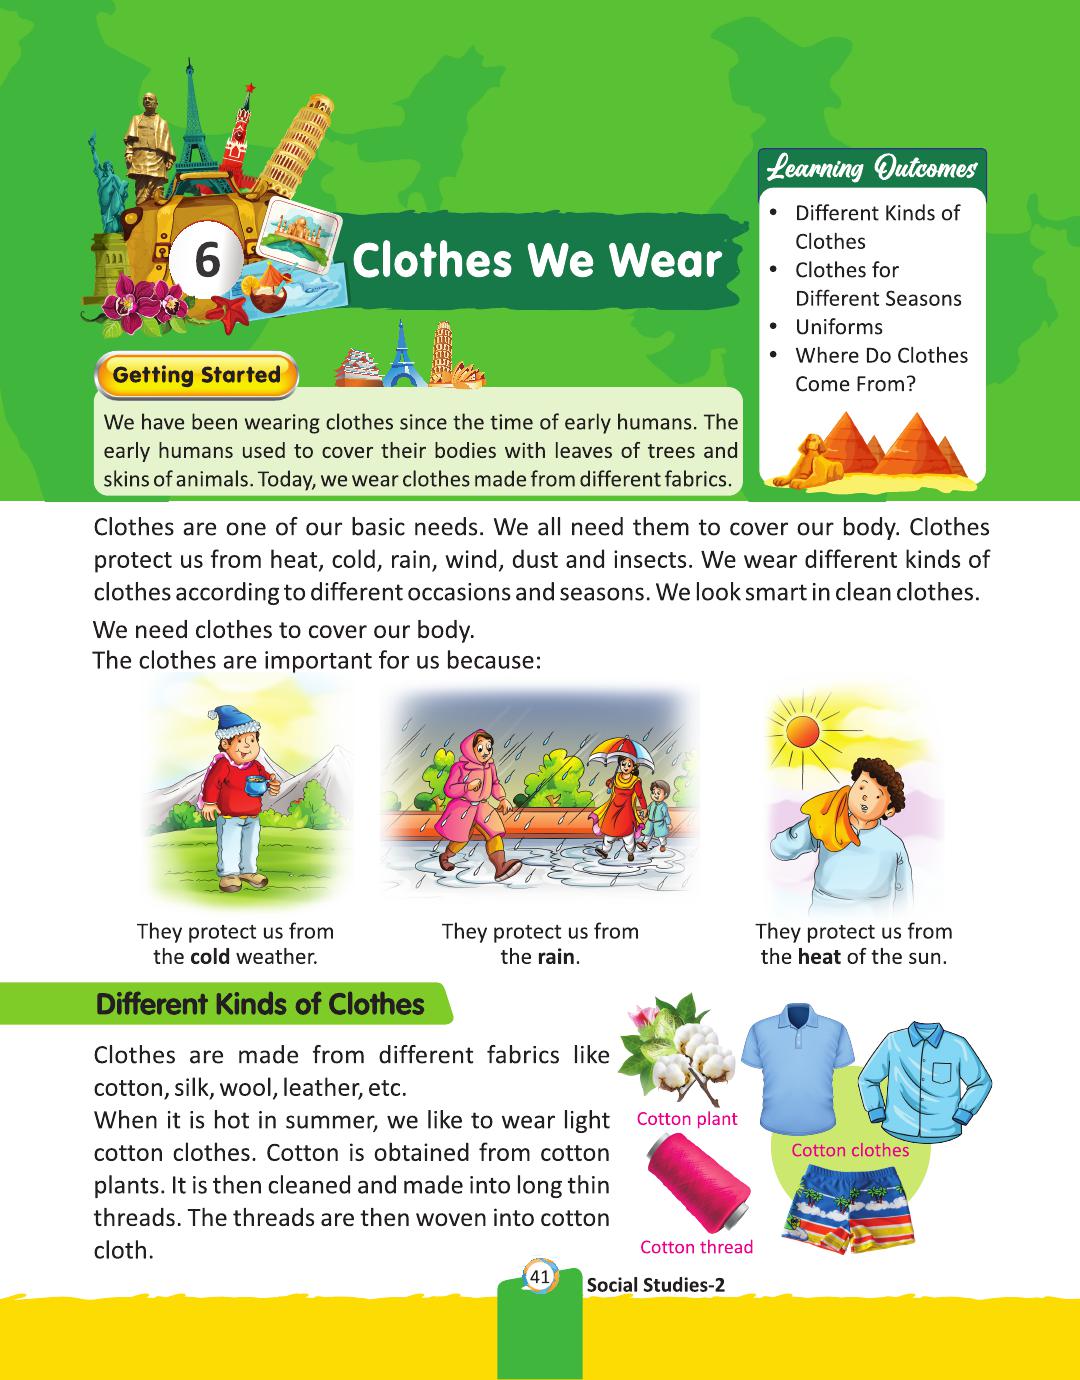 6
Clothes We Wear
Learning Outcomes
• Different Kinds of
Clothes
• Clothes for
Different Seasons
• Uniforms
• Where Do Clothes
Come From?
Getting Started
We have been wearing clothes since the time of early humans. The
early humans used to cover their bodies with leaves of trees and
skins of animals. Today, we wear clothes made from different fabrics.
Clothes are one of our basic needs. We all need them to cover our body. Clothes
protect us from heat, cold, rain, wind, dust and insects. We wear different kinds of
clothes according to different occasions and seasons. We look smart in clean clothes.
We need clothes to cover our body.
The clothes are important for us because:
They protect us from
the cold weather.
They protect us from
the rain.
They protect us from
the heat of the sun.
Different Kinds of Clothes
Clothes are made from different fabrics like
cotton, silk, wool, leather, etc.
When it is hot in summer, we like to wear light
cotton clothes. Cotton is obtained from cotton
plants. It is then cleaned and made into long thin
threads. The threads are then woven into cotton
cloth.
Cotton plant
Cotton clothes
Cotton thread
41
Social Studies-2